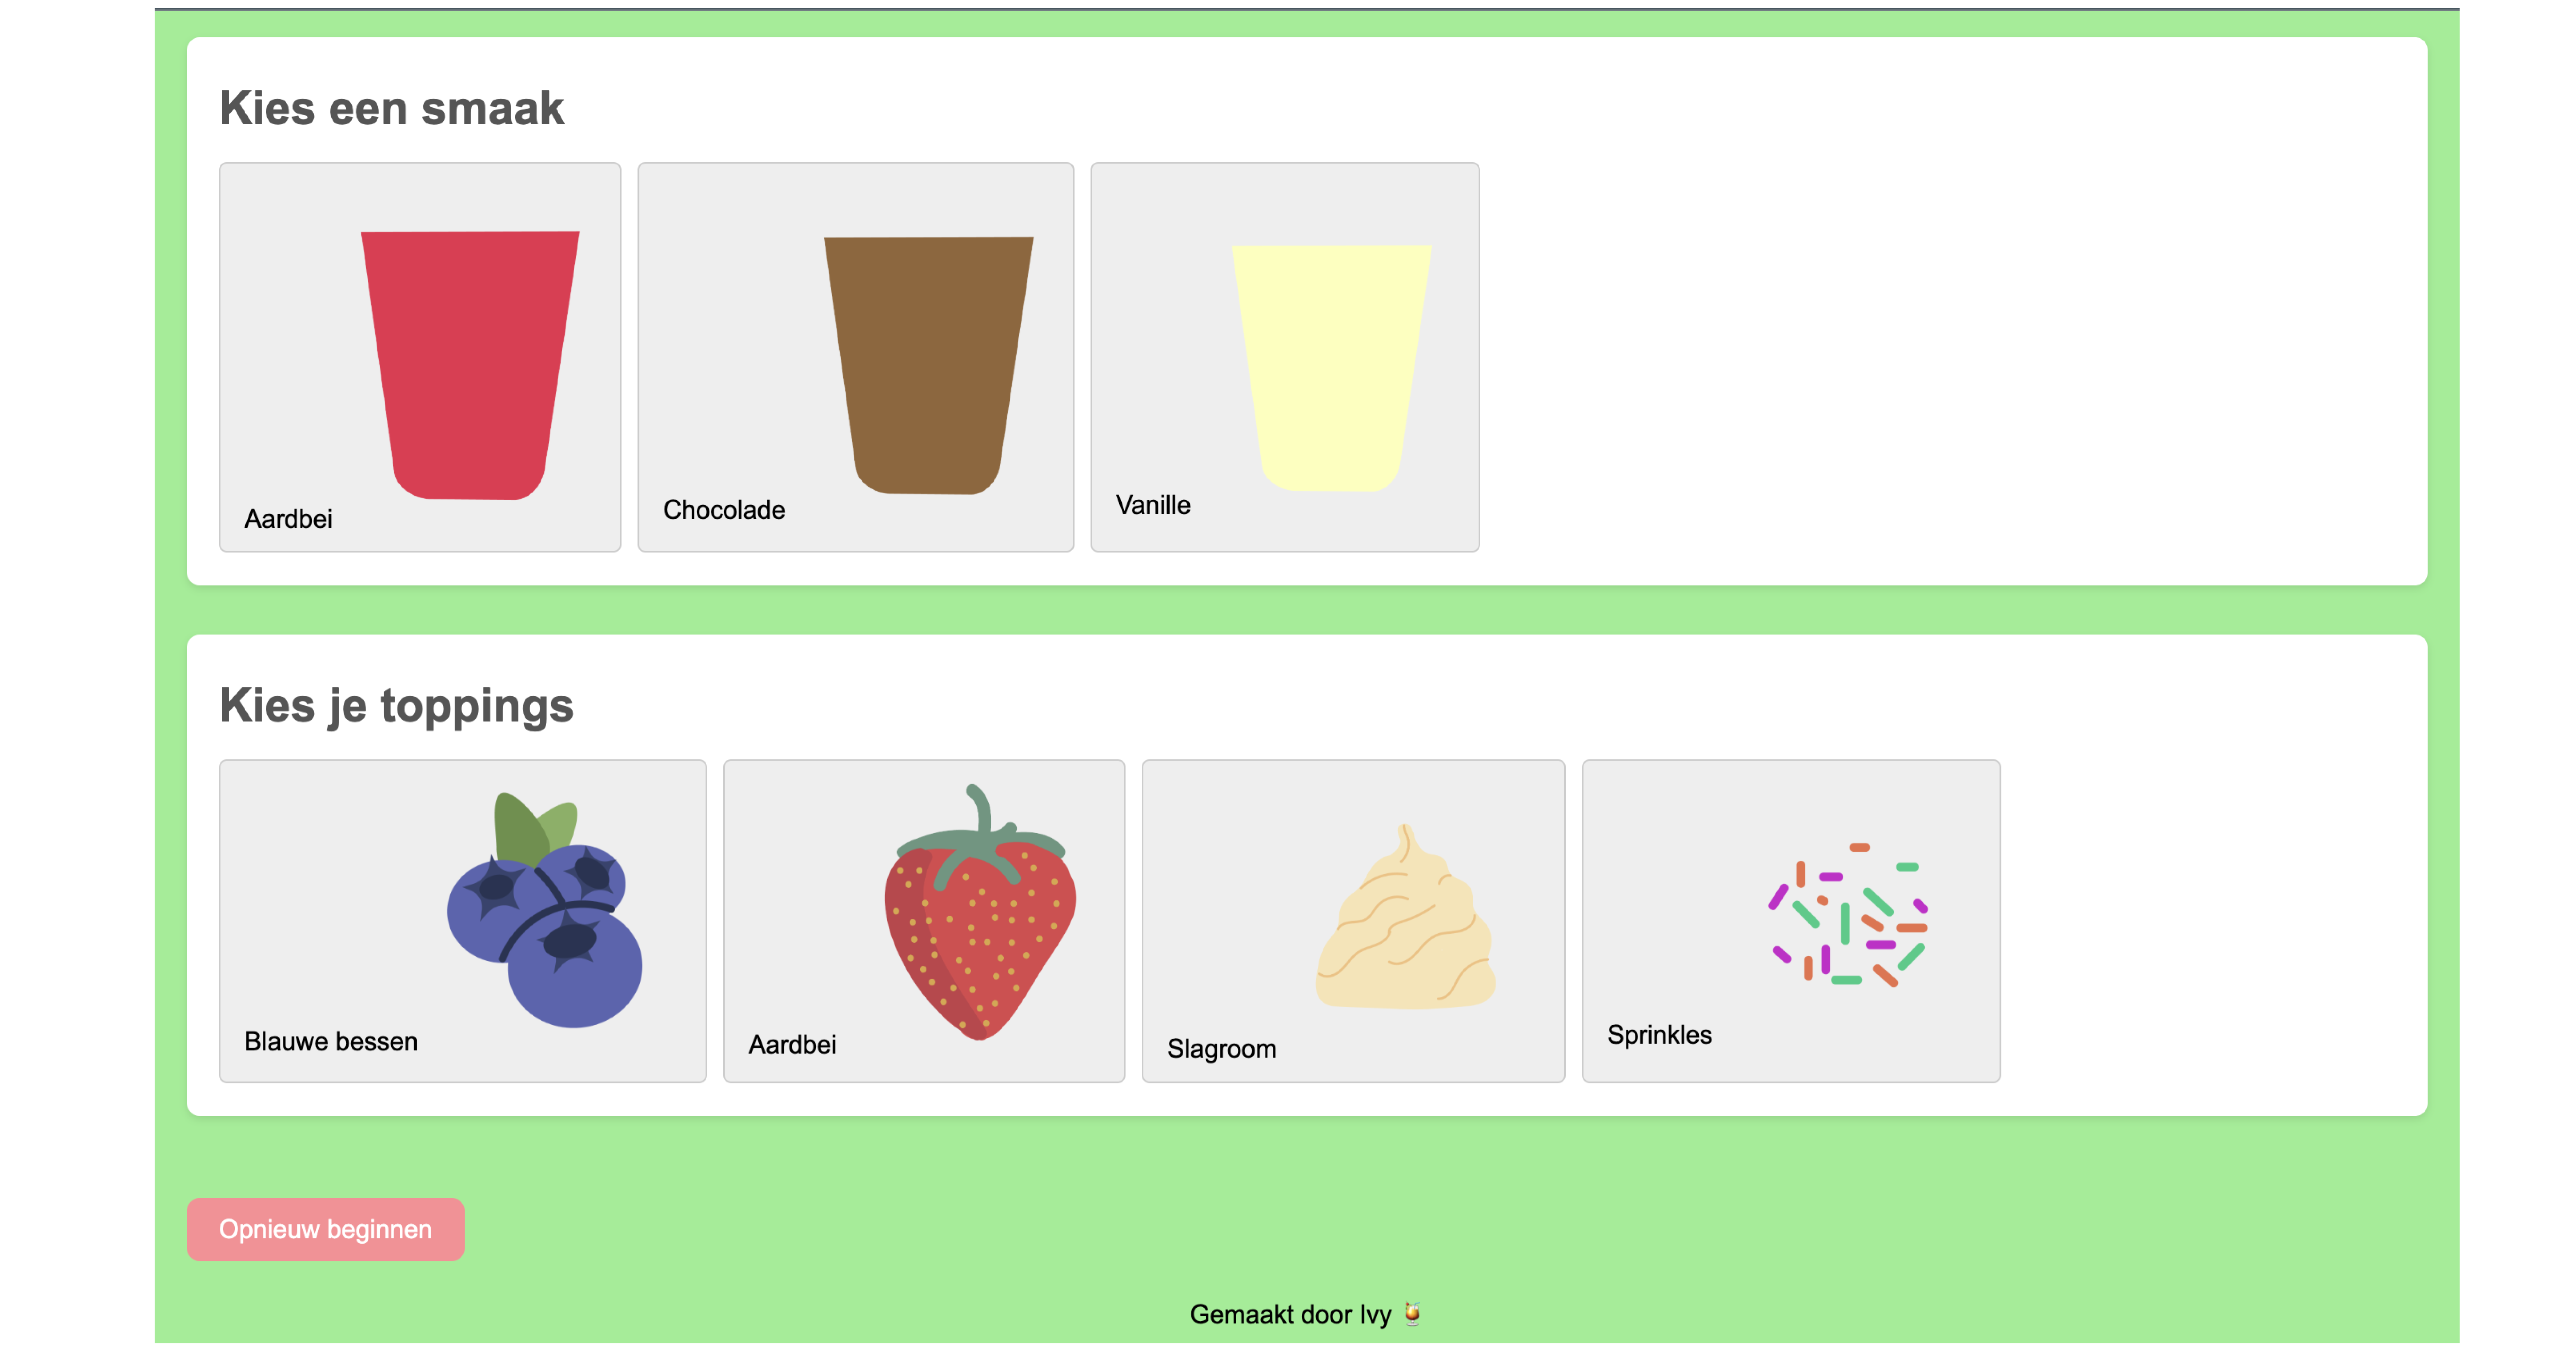 Kies een smaak
Aardbei
Chocolade
Vanille
Kies je toppings
Blauwe bessen
Aardbei
Slagroom
Sprinkles
Opnieuw beginnen
Gemaakt door Ivy 🍹